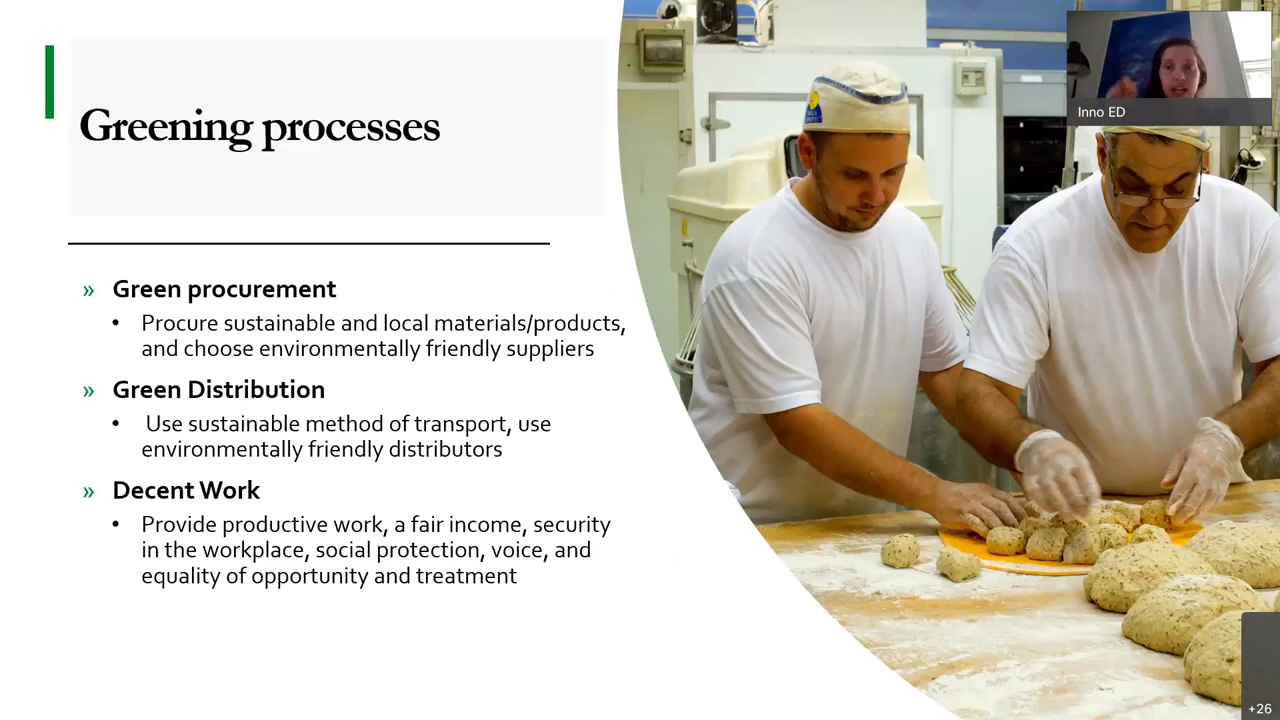 Greening processes
» Green procurement
• Procure sustainable and local materials/products,
and choose environmentally friendly suppliers
» Green Distribution
• Use sustainable method of transport, use
environmentally friendly distributors
» Decent Work
• Provide productive work, a fair income, security
in the workplace, social protection, voice, and
equality of opportunity and treatment
Inno ED
+26